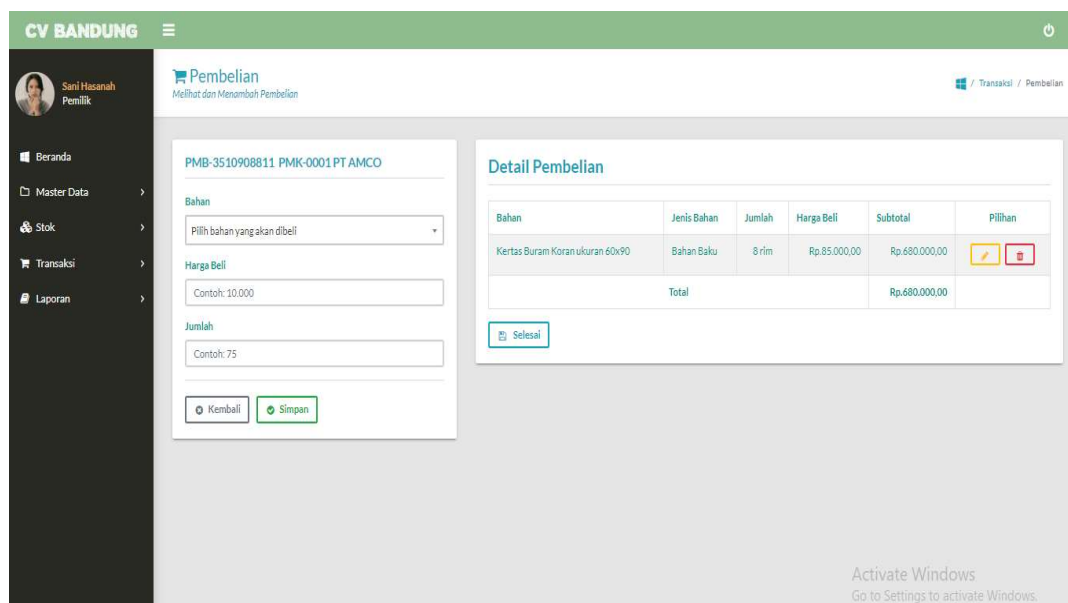 CV BANDUNG
Sani Hasanah
Pemilik
Beranda
Master Data
Stok
Transaksi
Laporan
Pembelian
Melihat dan Menambah Pembelian
/ Transaksi / Pembelian
PMB-3510908811 PMK-0001 PT AMCO
Bahan
Pilih bahan yang akan dibeli
Harga Beli
Contoh: 10.000
Jumlah
Contoh: 75
Kembali Simpan
Detail Pembelian
Bahan Jenis Bahan Jumlah Harga Beli Subtotal Pilihan
Kertas Buram Koran ukuran 60x90 Bahan Baku 8 rim Rp.85.000,00 Rp.680.000,00
Total Rp.680.000,00
Selesai
Activate Windows
Go to Settings to activate Windows.